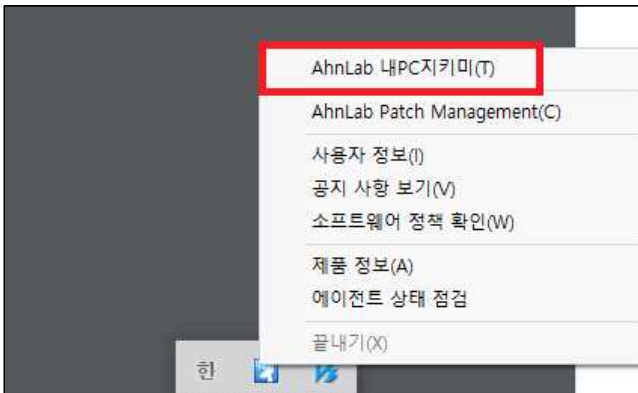 AhnLab 내PC지키미(T)
AhnLab Patch Management(C)
사용자 정보(I)
공지 사항 보기(V)
소프트웨어 정책 확인(W)
제품 정보(A)
에이전트 상태 점검
끝내기(X)
한